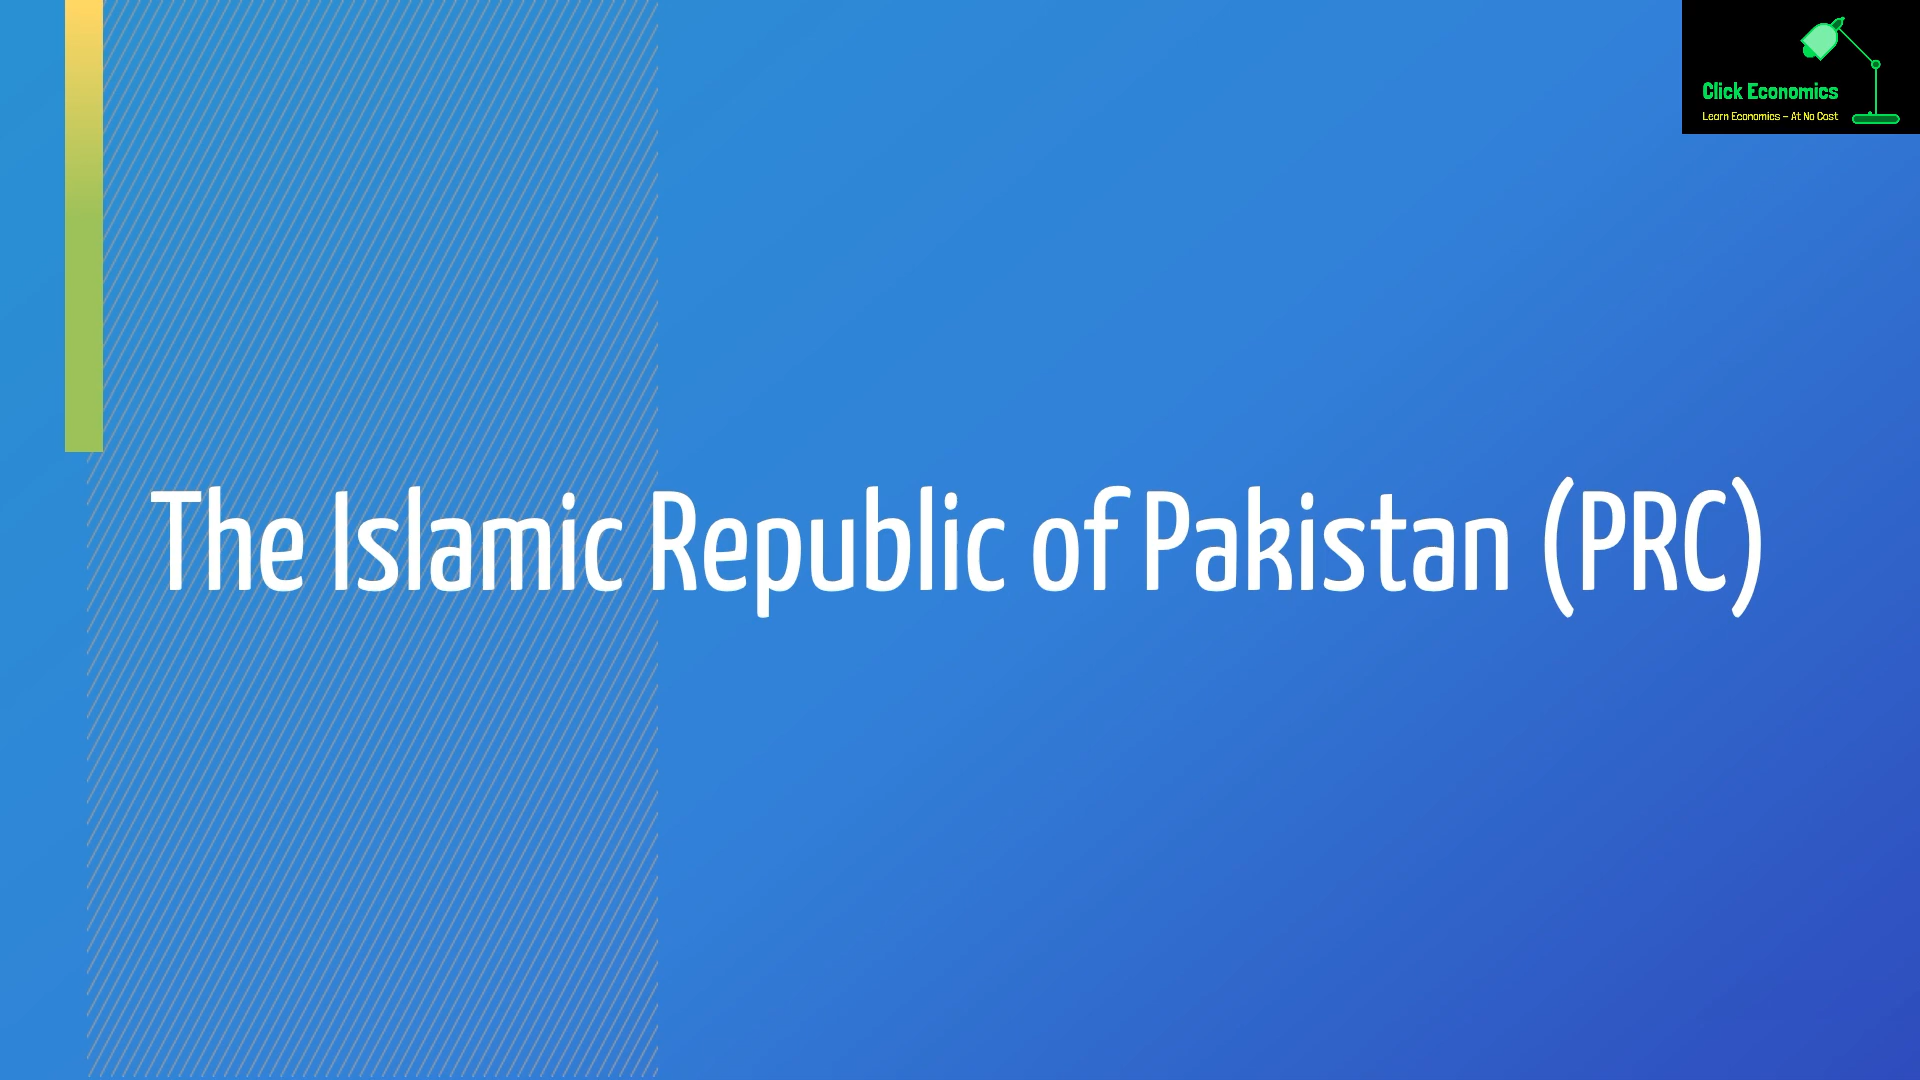 Click Economics
Learn Economics – At No Cost
The Islamic Republic of Pakistan (PRC)